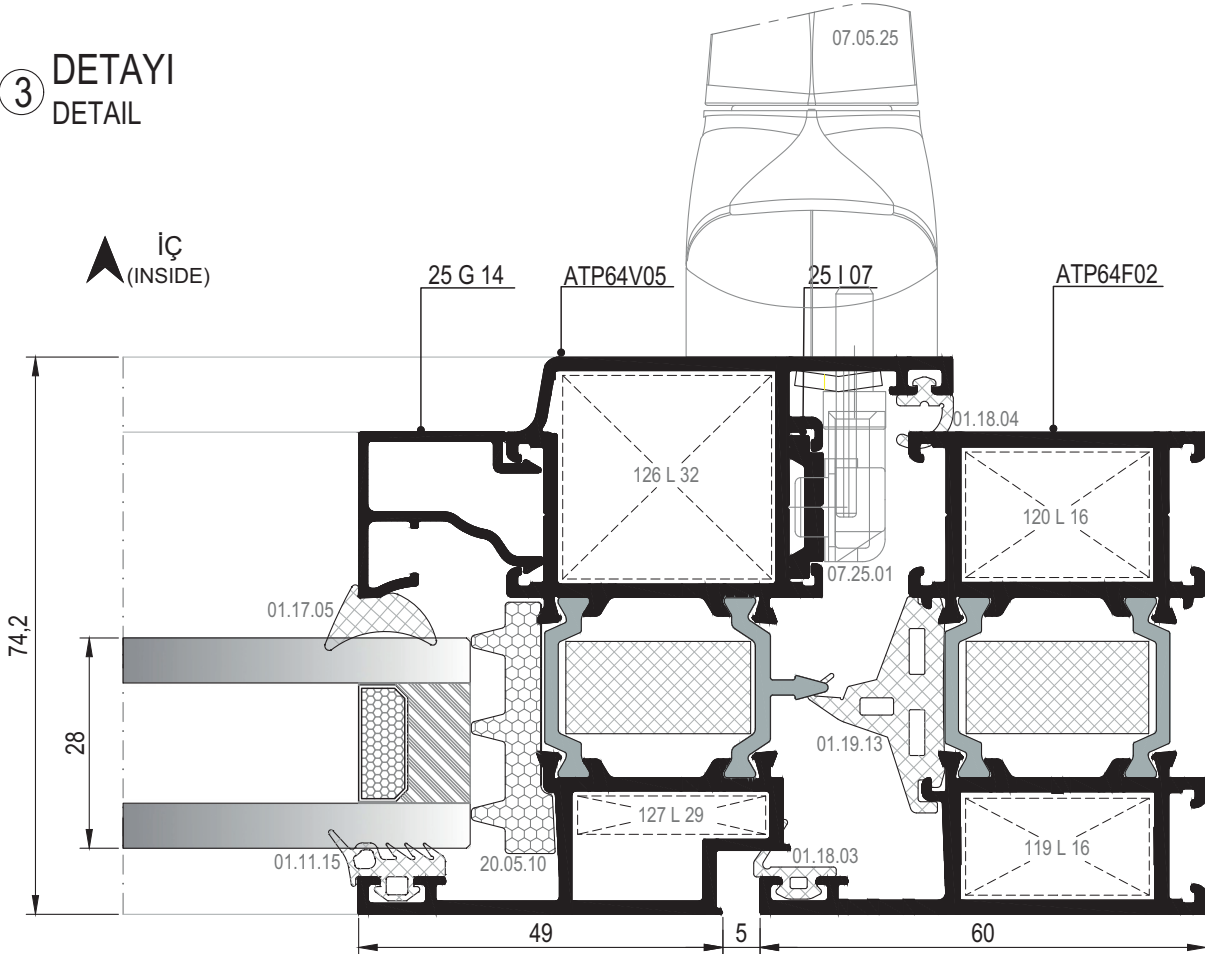 07.05.25
3 DETAYI
DETAIL
İÇ
(INSIDE)
25 G 14
ATP64V05
25 I 07
ATP64F02
01.18.04
126 L 32
120 L 16
07.25.01
01.17.05
74,2
28
01.19.13
127 L 29
01.11.15
20.05.10
01.18.03
119 L 16
49
5
60